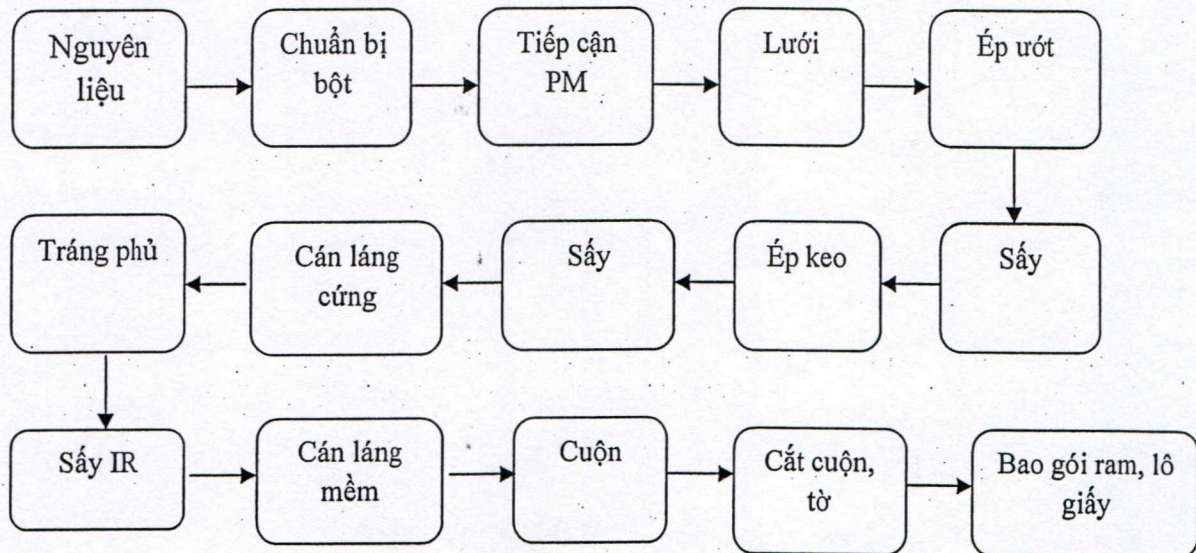 Nguyên
liệu
Chuẩn bị
bột
Tiếp cận
PM
Lưới
Ép ướt
Sấy
Ép keo
Sấy
Cán láng
cứng
Tráng phủ
Sấy IR
Cán láng
mềm
Cuộn
Cắt cuộn,
tờ
Bao gói ram, lô
giấy